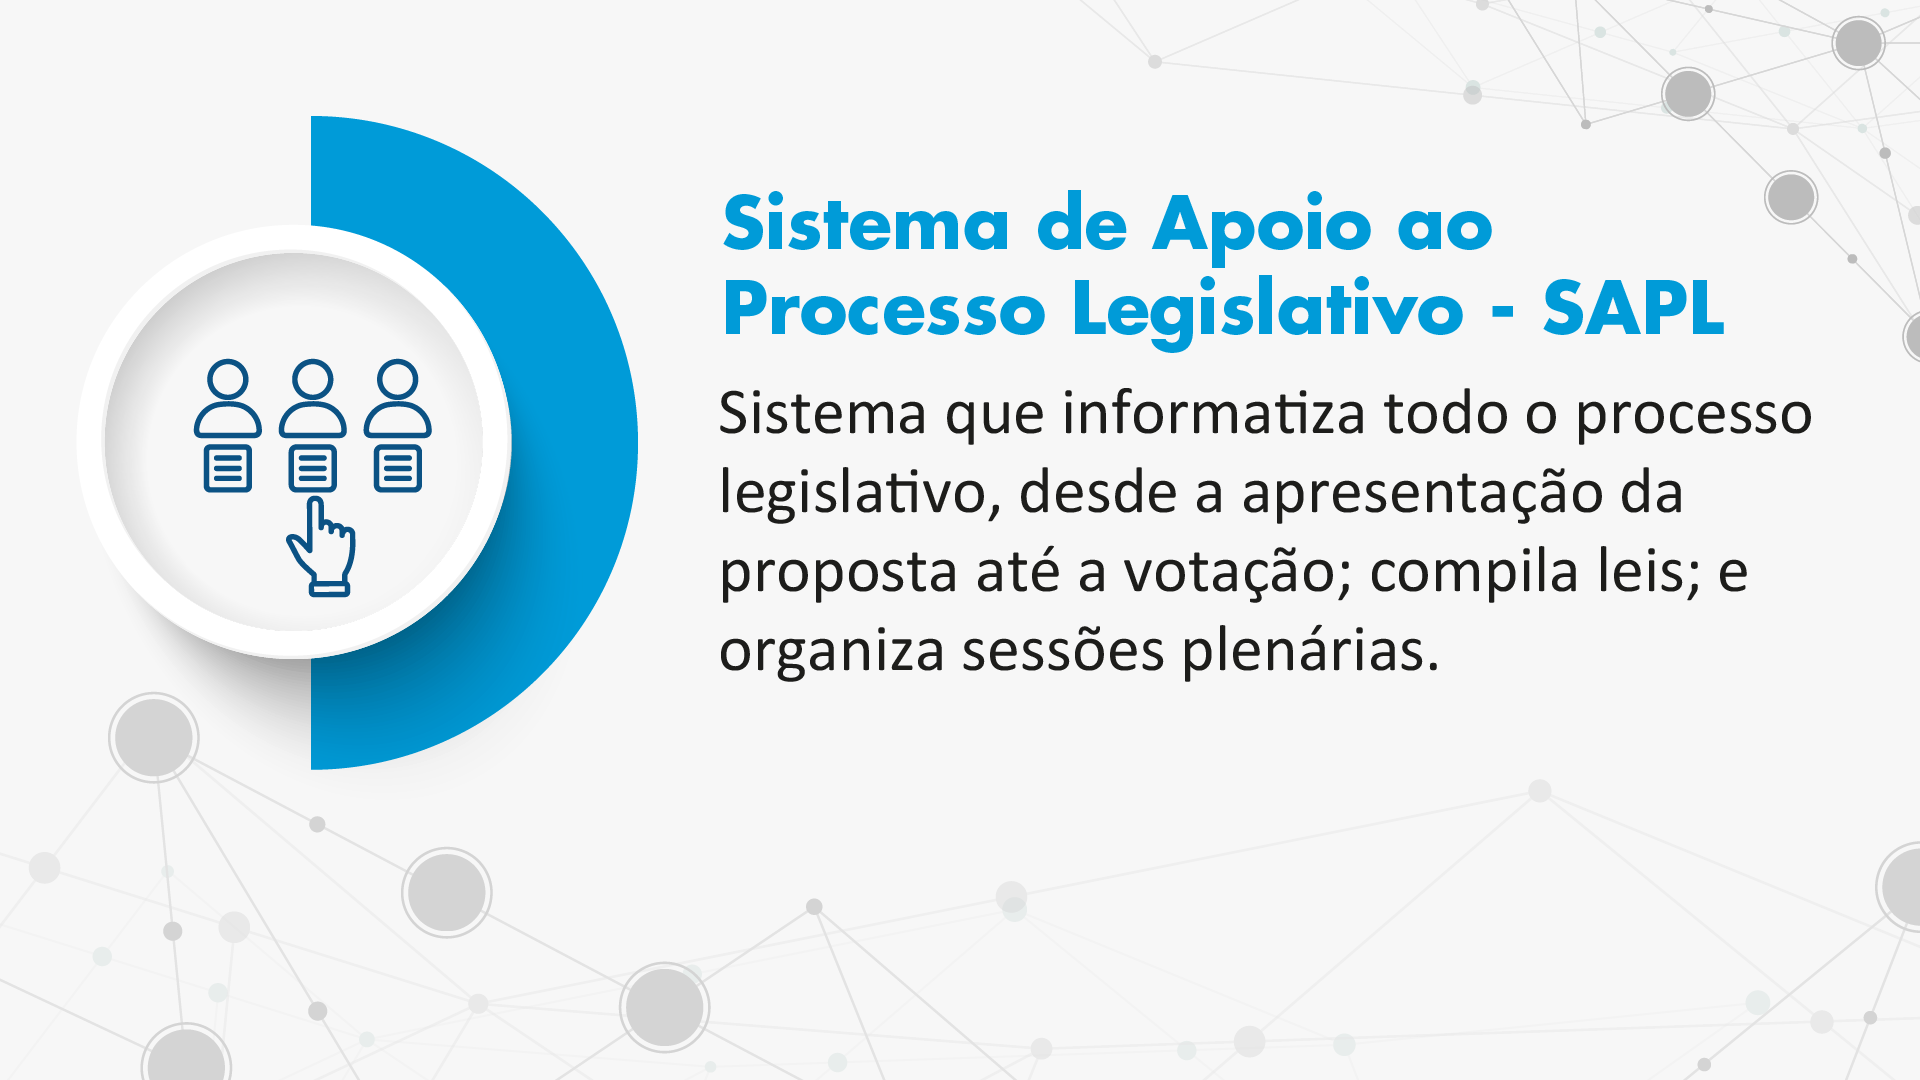 Sistema de Apoio ao
Processo Legislativo - SAPL
Sistema que informatiza todo o processo
legislativo, desde a apresentação da
proposta até a votação; compila leis; e
organiza sessões plenárias.